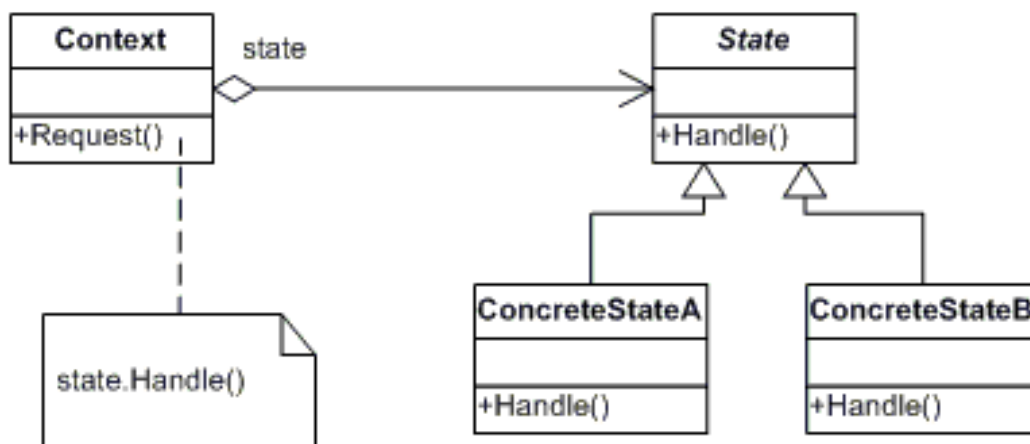 Context
state
State
+Request()
+Handle()
ConcreteStateA
ConcreteStateB
state.Handle()
+Handle()
+Handle()